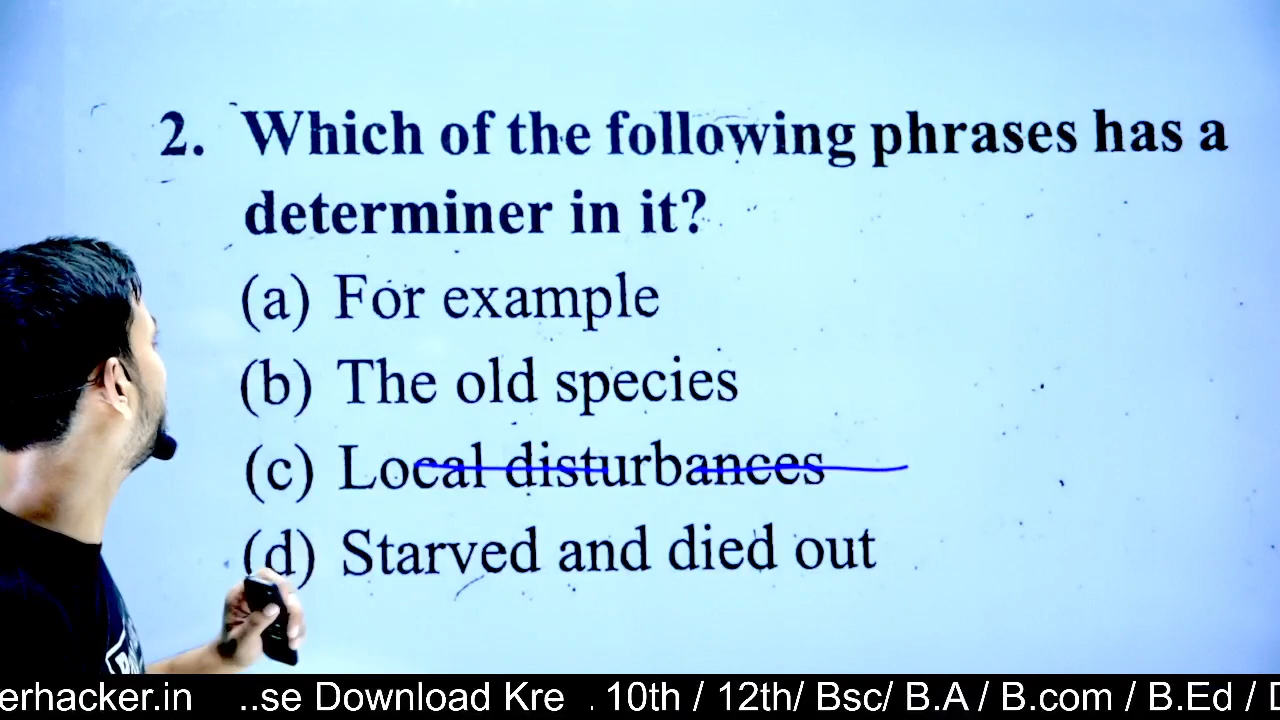 2. Which of the following phrases has a
determiner in it?
(a) For example
(b) The old species
(c) Local disturbances
(d) Starved and died out
erhacker.in ..se Download Kre . 10th / 12th/ Bsc/ B.A / B.com / B.Ed /